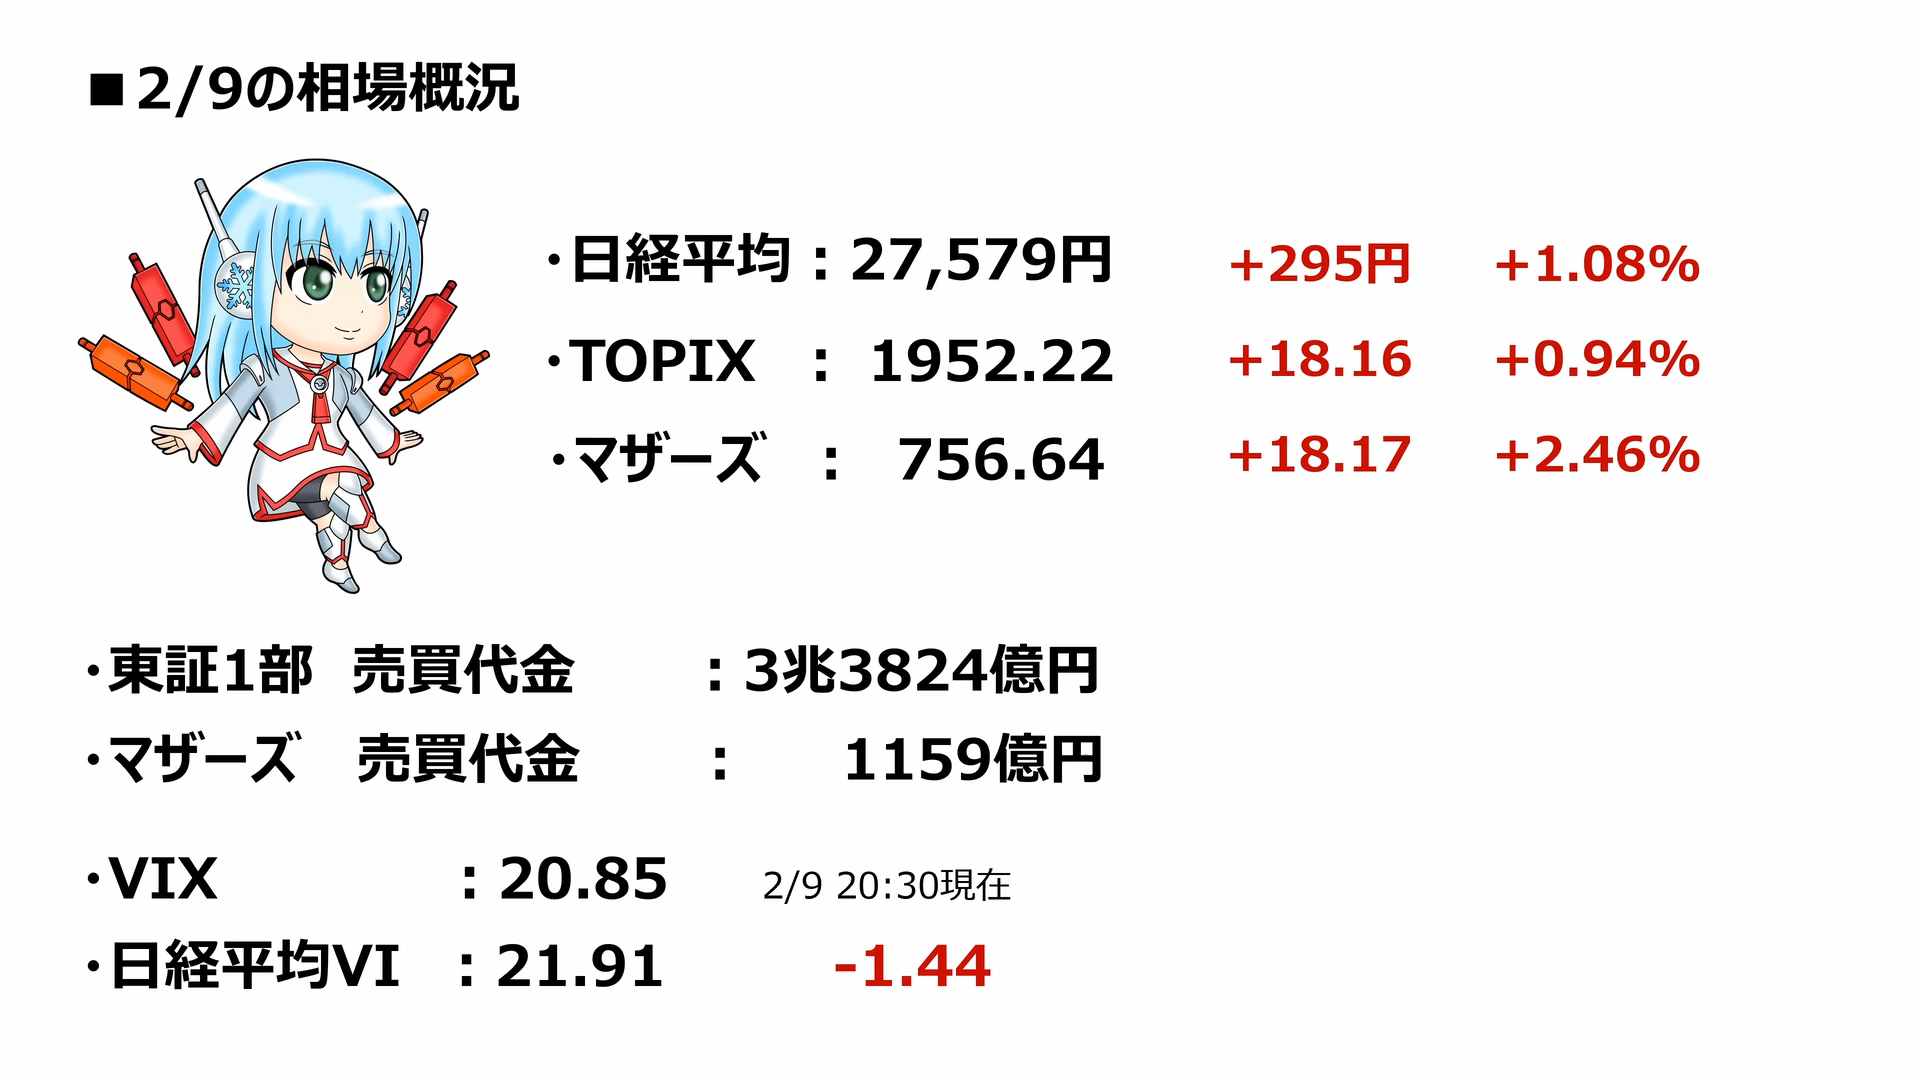 ■2/9の相場概況
・日経平均：27,579円 +295円 +1.08%
・TOPIX ： 1952.22 +18.16 +0.94%
・マザーズ ： 756.64 +18.17 +2.46%
・東証1部 売買代金 ：3兆3824億円
・マザーズ 売買代金 ： 1159億円
・VIX ：20.85 2/9 20:30現在
・日経平均VI ：21.91 -1.44